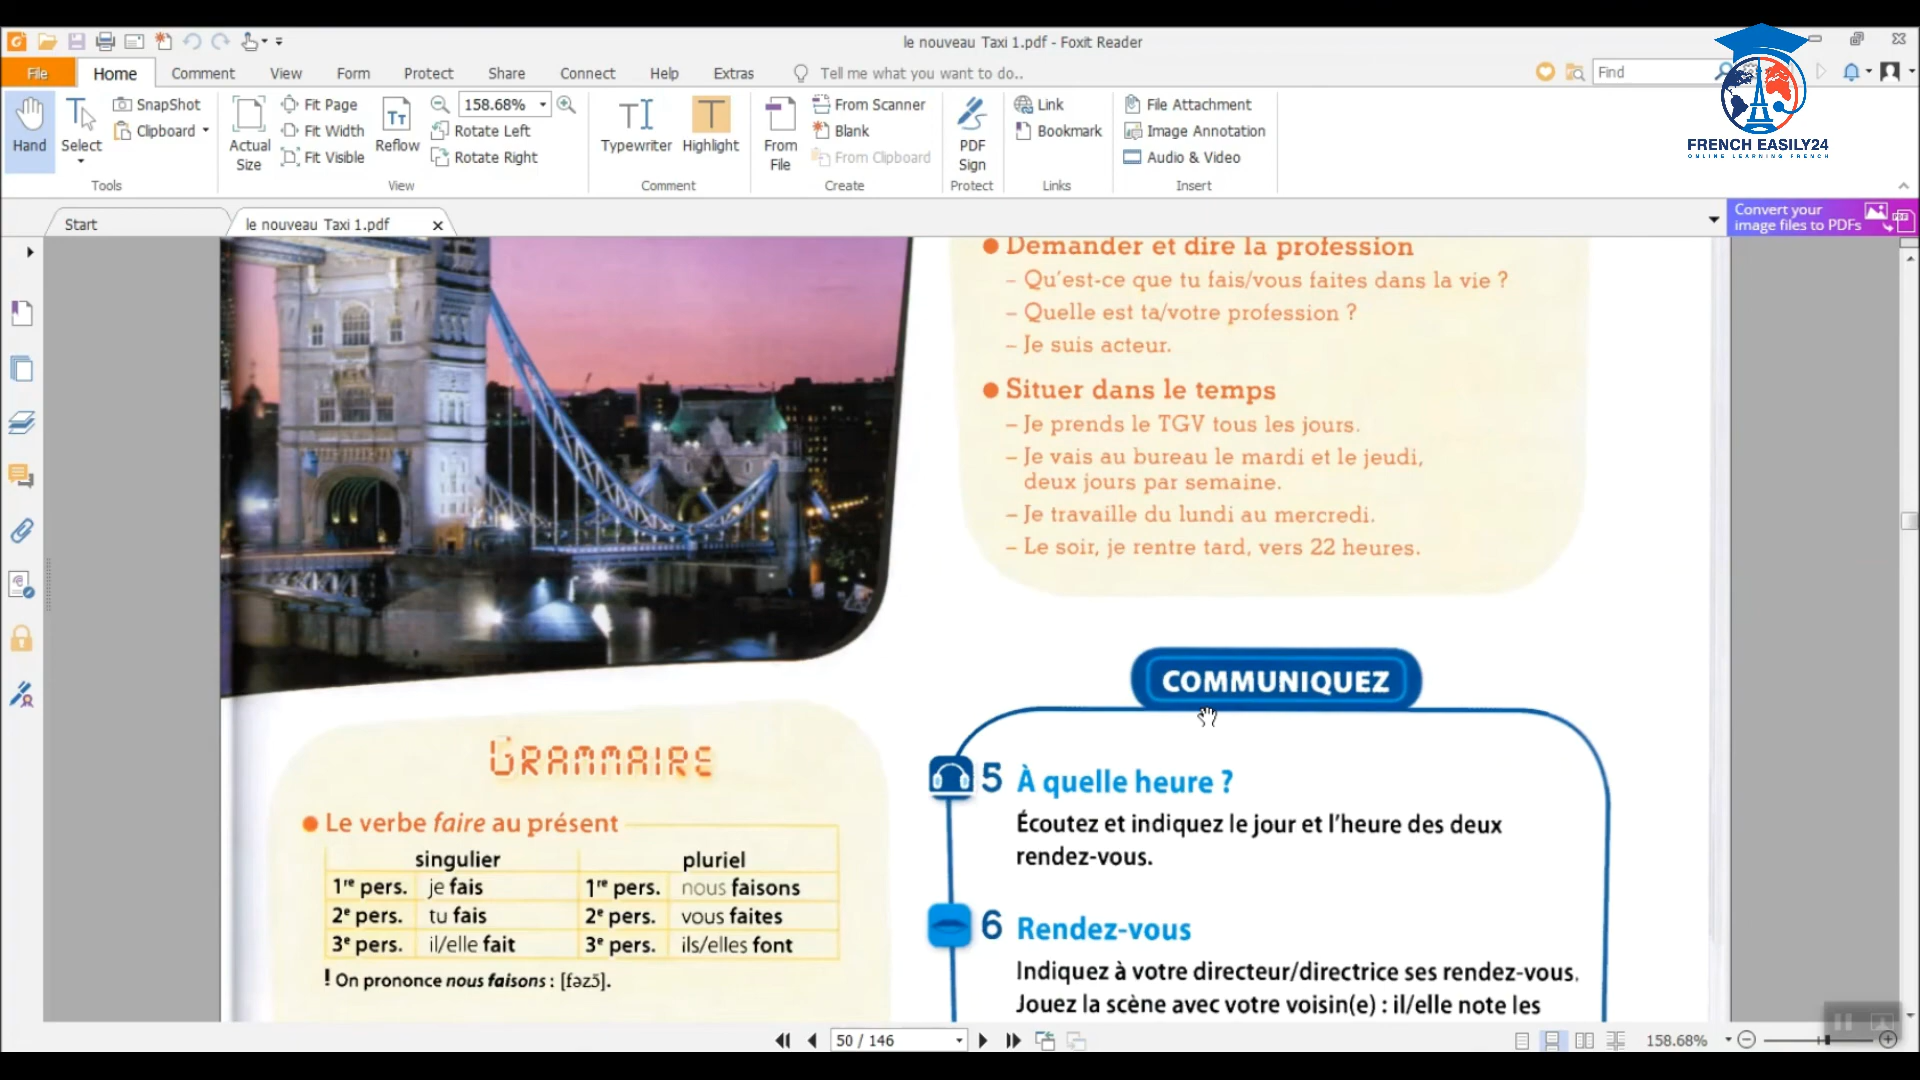 le nouveau Taxi 1.pdf - Foxit Reader
File
Home
Comment
View
Form
Protect
Share
Connect
Help
Extras
Tell me what you want to do..
Find
Hand
Select
SnapShot
Clipboard
Tools
Actual
Size
Fit Page
Fit Width
Fit Visible
Reflow
158.68%
Rotate Left
Rotate Right
View
Typewriter
Highlight
Comment
From
File
From Scanner
Blank
From Clipboard
Create
PDF
Sign
Protect
Link
Bookmark
Links
File Attachment
Image Annotation
Audio & Video
Insert
FRENCH EASILY24
ONLINE LEARNING FRENCH
Start
le nouveau Taxi 1.pdf
Convert your
image files to PDFs
Demander et dire la profession
– Qu'est-ce que tu fais/vous faites dans la vie ?
– Quelle est ta/votre profession ?
– Je suis acteur.
Situer dans le temps
– Je prends le TGV tous les jours.
– Je vais au bureau le mardi et le jeudi,
deux jours par semaine.
– Je travaille du lundi au mercredi.
– Le soir, je rentre tard, vers 22 heures.
GRAMMAIRE
Le verbe faire au présent
singulier pluriel
1re pers. je fais 1re pers. nous faisons
2e pers. tu fais 2e pers. vous faites
3e pers. il/elle fait 3e pers. ils/elles font
! On prononce nous faisons : [fəzɔ̃].
COMMUNIQUEZ
5 À quelle heure ?
Écoutez et indiquez le jour et l'heure des deux
rendez-vous.
6 Rendez-vous
Indiquez à votre directeur/directrice ses rendez-vous.
Jouez la scène avec votre voisin(e) : il/elle note les
50 / 146
158.68%